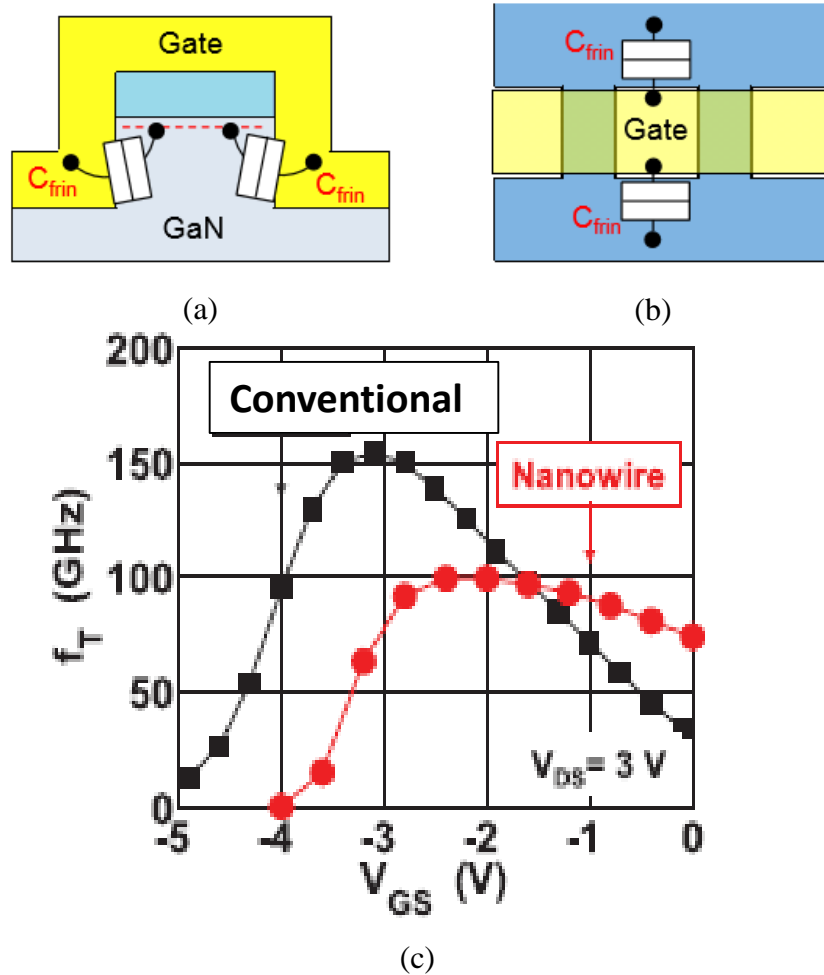 Gate
C_frin
C_frin
GaN
(a)
C_frin
Gate
C_frin
(b)
200
150
100
50
0
f_T (GHz)
Conventional
Nanowire
V_DS= 3 V
-5 -4 -3 -2 -1 0
V_GS (V)
(c)